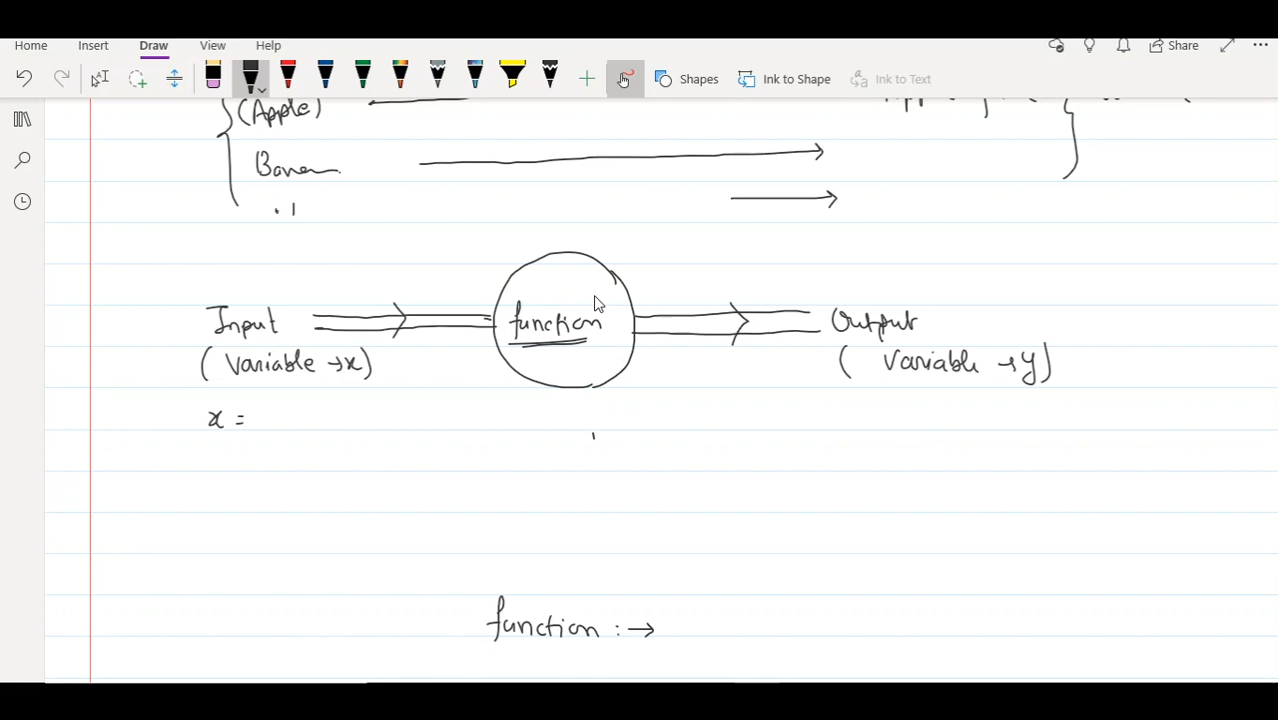 Home Insert Draw View Help Share
Shapes Ink to Shape Ink to Text
(Apple)
Input function Output
(Variable →x) (Variable →y)
x =
function :→